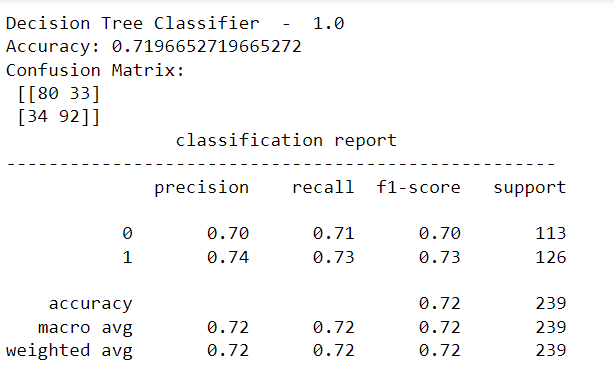 Decision Tree Classifier - 1.0
Accuracy: 0.7196652719665272
Confusion Matrix:
[[80 33]
[34 92]]
classification report
----------------------------------------------------
precision recall f1-score support
0 0.70 0.71 0.70 113
1 0.74 0.73 0.73 126
accuracy 0.72 239
macro avg 0.72 0.72 0.72 239
weighted avg 0.72 0.72 0.72 239